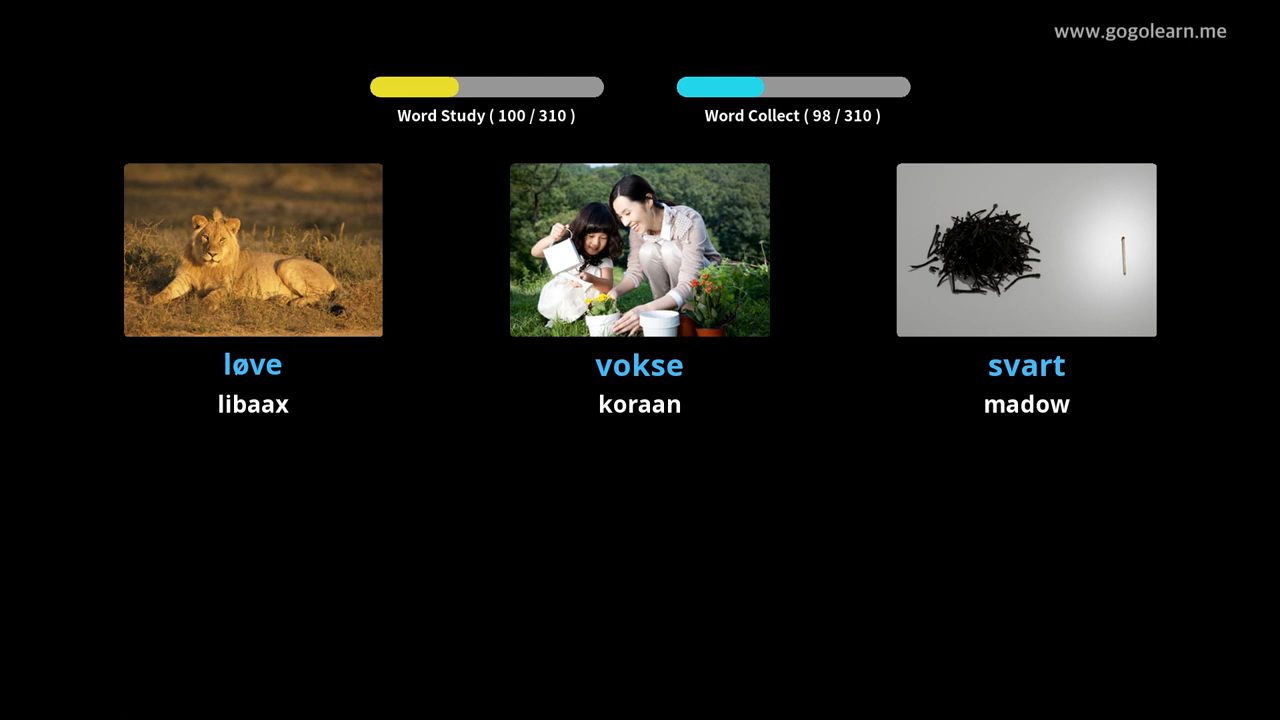 www.gogolearn.me
Word Study ( 100 / 310 )
Word Collect ( 98 / 310 )
løve
vokse
svart
libaax
koraan
madow